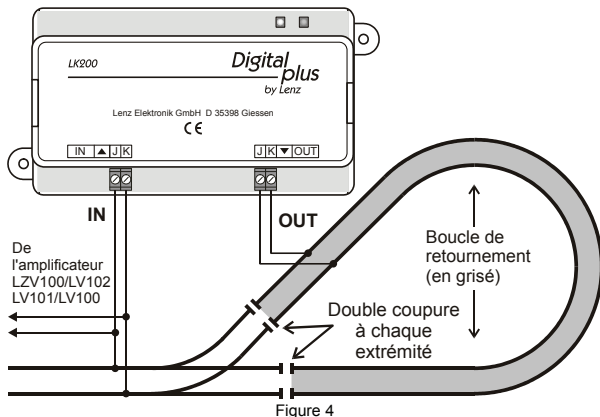 LK200
Digital
plus
by Lenz
Lenz Elektronik GmbH D 35398 Giessen
CE
IN ▲ J K
J K ▼ OUT
IN
OUT
De
l'amplificateur
LZV100/LV102
LV101/LV100
Boucle de
retournement
(en grisé)
Double coupure
à chaque
extrémité
Figure 4